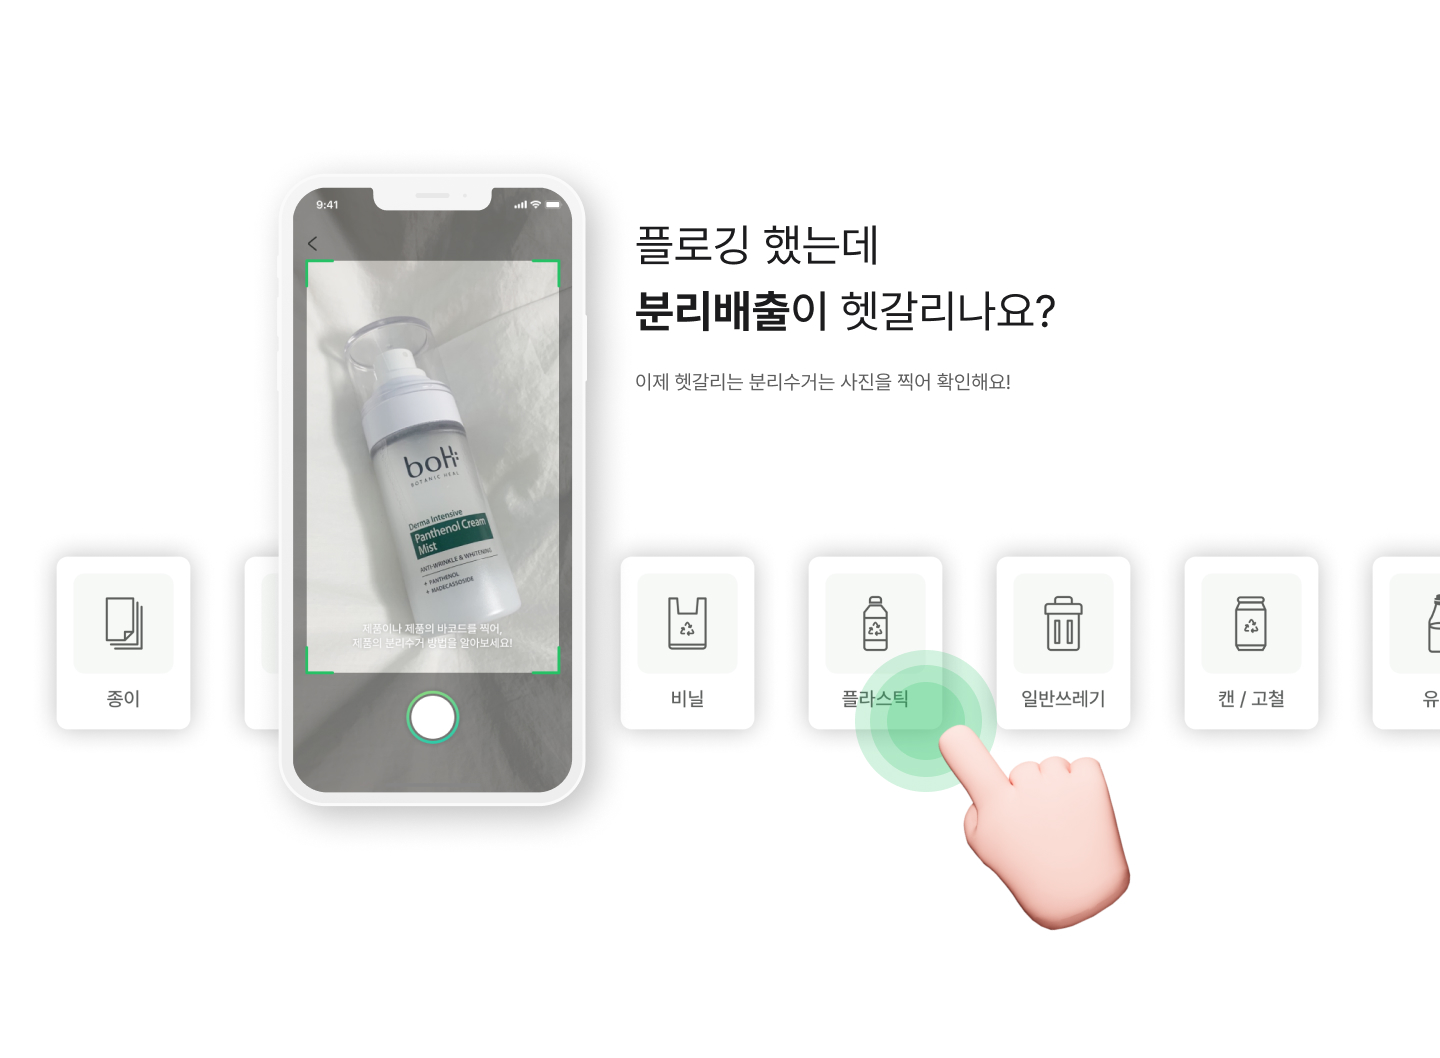 9:41
플로깅 했는데
분리배출이 헷갈리나요?
이제 헷갈리는 분리수거는 사진을 찍어 확인해요!
boH
BOTANIC HEAL
Derma Intensive
Panthenol Cream
Mist
ANTI-WRINKLE & WHITENING
+ PANTHENOL
+ MADECASSOSIDE
제품이나 제품의 바코드를 찍어,
제품의 분리수거 방법을 알아보세요!
종이
비닐
플라스틱
일반쓰레기
캔 / 고철
유